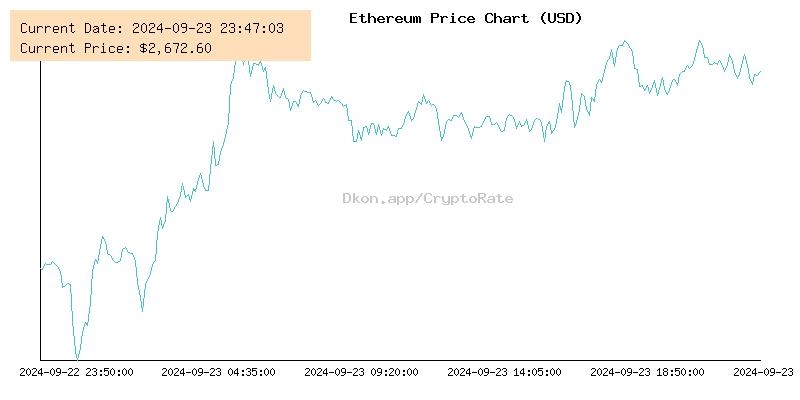 Ethereum Price Chart (USD)
Current Date: 2024-09-23 23:47:03
Current Price: $2,672.60
Dkon.app/CryptoRate
2024-09-22 23:50:00
2024-09-23 04:35:00
2024-09-23 09:20:00
2024-09-23 14:05:00
2024-09-23 18:50:00
2024-09-23